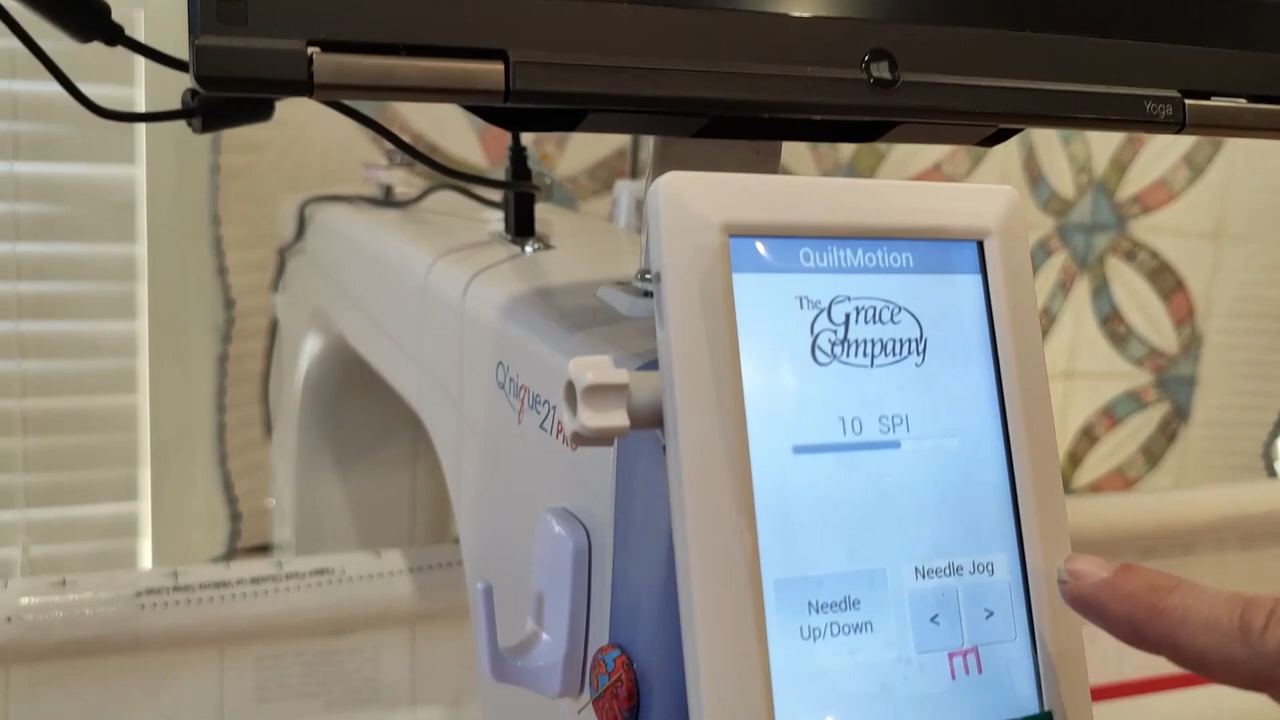 Yoga
QuiltMotion
The Grace Company
10 SPI
Q'nique 21 PRO
Needle Jog
Needle Up/Down
<
>
E